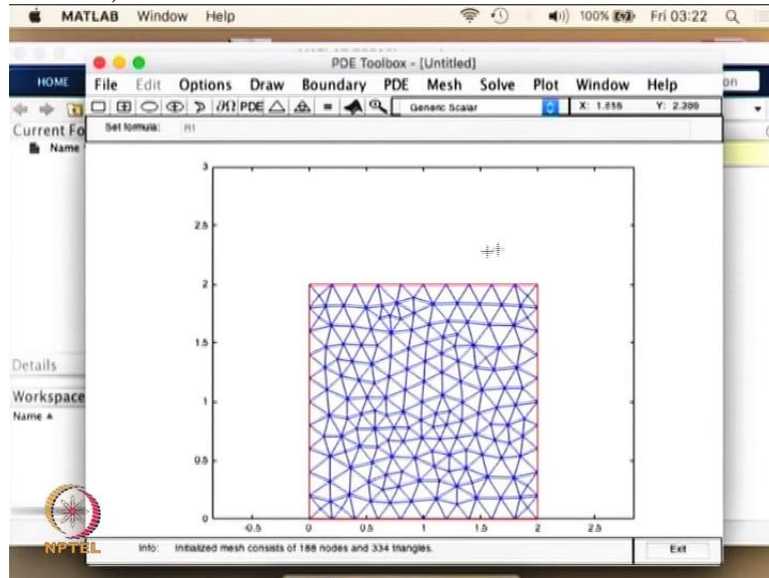 MATLAB Window Help 100% Fri 03:22
PDE Toolbox - [Untitled]
HOME
File Edit Options Draw Boundary PDE Mesh Solve Plot Window Help
∂Ω PDE = Generic Scalar X: 1.616 Y: 2.286
Current Fo
Set formula: R1
Name
3
2.5
2
1.5
1
0.5
0
-0.5 0 0.5 1 1.5 2 2.5
Details
Workspace
Name
NPTEL
Info: Initialized mesh consists of 188 nodes and 334 triangles. Exit